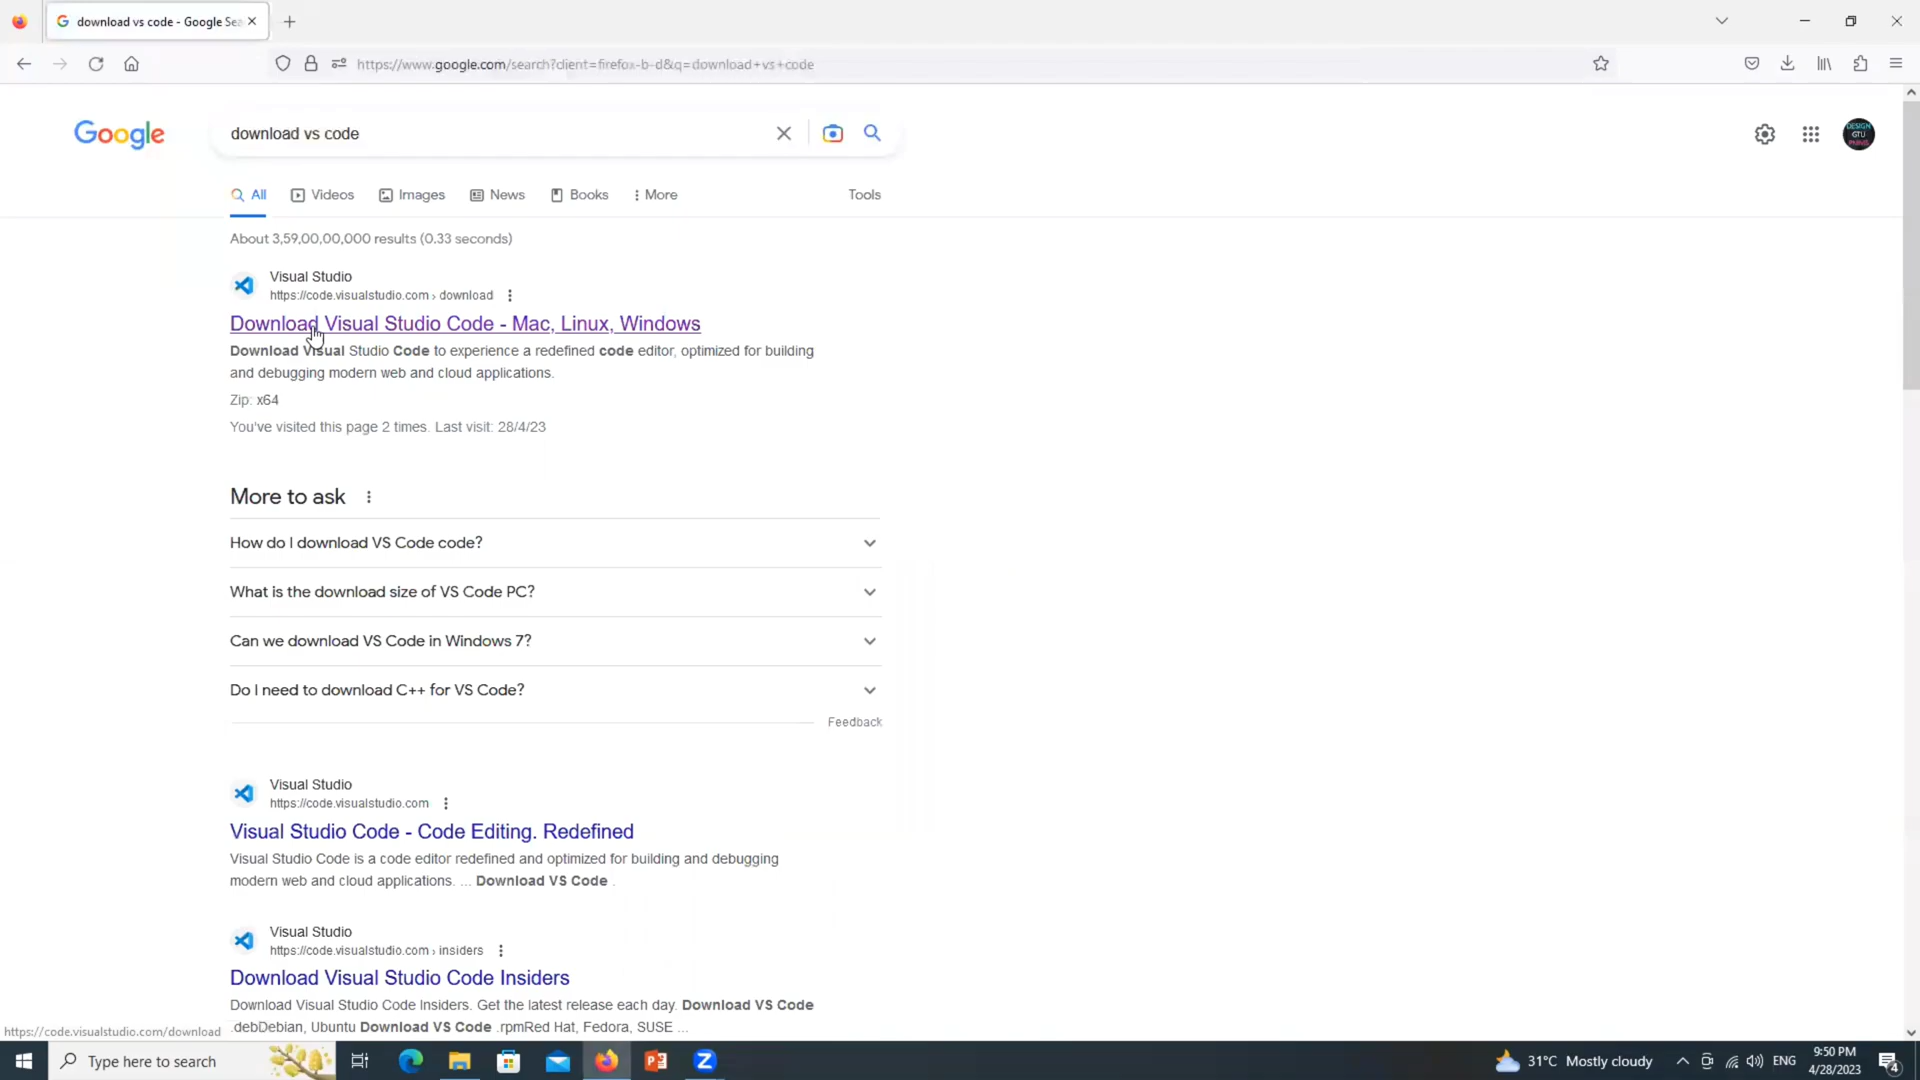 download vs code - Google Sea
https://www.google.com/search?client=firefox-b-d&q=download+vs+code
Google
download vs code
DESIGN
GTU
All
Videos
Images
News
Books
More
Tools
About 3,59,00,00,000 results (0.33 seconds)
Visual Studio
https://code.visualstudio.com › download
Download Visual Studio Code - Mac, Linux, Windows
Download Visual Studio Code to experience a redefined code editor, optimized for building
and debugging modern web and cloud applications.
Zip: x64
You've visited this page 2 times. Last visit: 28/4/23
More to ask
How do I download VS Code code?
What is the download size of VS Code PC?
Can we download VS Code in Windows 7?
Do I need to download C++ for VS Code?
Feedback
Visual Studio
https://code.visualstudio.com
Visual Studio Code - Code Editing. Redefined
Visual Studio Code is a code editor redefined and optimized for building and debugging
modern web and cloud applications. ... Download VS Code .
Visual Studio
https://code.visualstudio.com › insiders
Download Visual Studio Code Insiders
Download Visual Studio Code Insiders. Get the latest release each day. Download VS Code
.debDebian, Ubuntu Download VS Code .rpmRed Hat, Fedora, SUSE ...
https://code.visualstudio.com/download
Type here to search
31°C Mostly cloudy
ENG
9:50 PM
4/28/2023
4